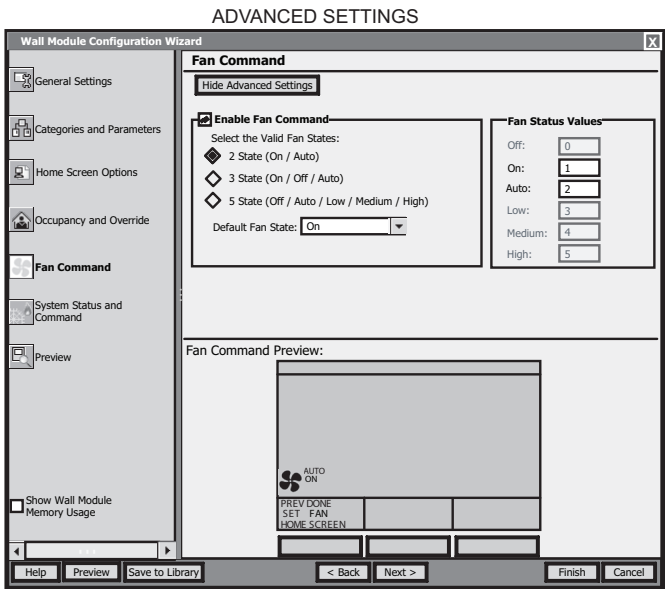 ADVANCED SETTINGS
Wall Module Configuration Wizard
X
General Settings
Categories and Parameters
Home Screen Options
Occupancy and Override
Fan Command
System Status and
Command
Preview
Show Wall Module
Memory Usage
Fan Command
Hide Advanced Settings
Enable Fan Command
Select the Valid Fan States:
2 State (On / Auto)
3 State (On / Off / Auto)
5 State (Off / Auto / Low / Medium / High)
Default Fan State: On
Fan Status Values
Off: 0
On: 1
Auto: 2
Low: 3
Medium: 4
High: 5
Fan Command Preview:
AUTO
ON
PREV DONE
SET FAN
HOME SCREEN
Help Preview Save to Library < Back Next > Finish Cancel